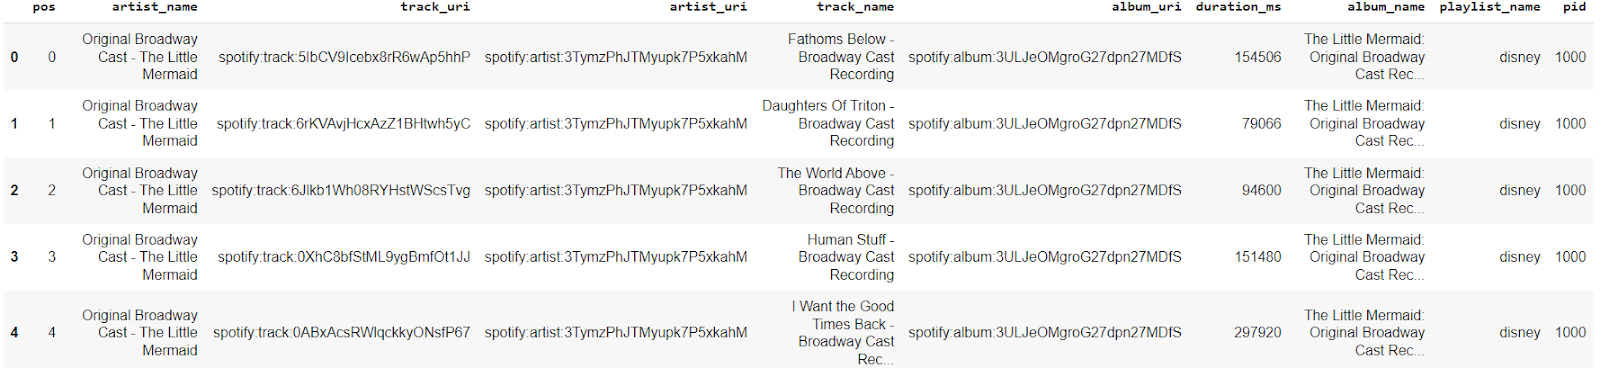 pos artist_name track_uri artist_uri track_name album_uri duration_ms album_name playlist_name pid
0 0 Original Broadway Cast - The Little Mermaid spotify:track:5IbCV9Icebx8rR6wAp5hhP spotify:artist:3TymzPhJTMyupk7P5xkahM Fathoms Below - Broadway Cast Recording spotify:album:3ULJeOMgroG27dpn27MDfS 154506 The Little Mermaid: Original Broadway Cast Rec... disney 1000
1 1 Original Broadway Cast - The Little Mermaid spotify:track:6rKVAvjHcxAzZ1BHtwh5yC spotify:artist:3TymzPhJTMyupk7P5xkahM Daughters Of Triton - Broadway Cast Recording spotify:album:3ULJeOMgroG27dpn27MDfS 79066 The Little Mermaid: Original Broadway Cast Rec... disney 1000
2 2 Original Broadway Cast - The Little Mermaid spotify:track:6Jlkb1Wh08RYHstWScsTvg spotify:artist:3TymzPhJTMyupk7P5xkahM The World Above - Broadway Cast Recording spotify:album:3ULJeOMgroG27dpn27MDfS 94600 The Little Mermaid: Original Broadway Cast Rec... disney 1000
3 3 Original Broadway Cast - The Little Mermaid spotify:track:0XhC8bfStML9ygBmfOt1JJ spotify:artist:3TymzPhJTMyupk7P5xkahM Human Stuff - Broadway Cast Recording spotify:album:3ULJeOMgroG27dpn27MDfS 151480 The Little Mermaid: Original Broadway Cast Rec... disney 1000
4 4 Original Broadway Cast - The Little Mermaid spotify:track:0ABxAcsRWlqckkyONsfP67 spotify:artist:3TymzPhJTMyupk7P5xkahM I Want the Good Times Back - Broadway Cast Rec... spotify:album:3ULJeOMgroG27dpn27MDfS 297920 The Little Mermaid: Original Broadway Cast Rec... disney 1000